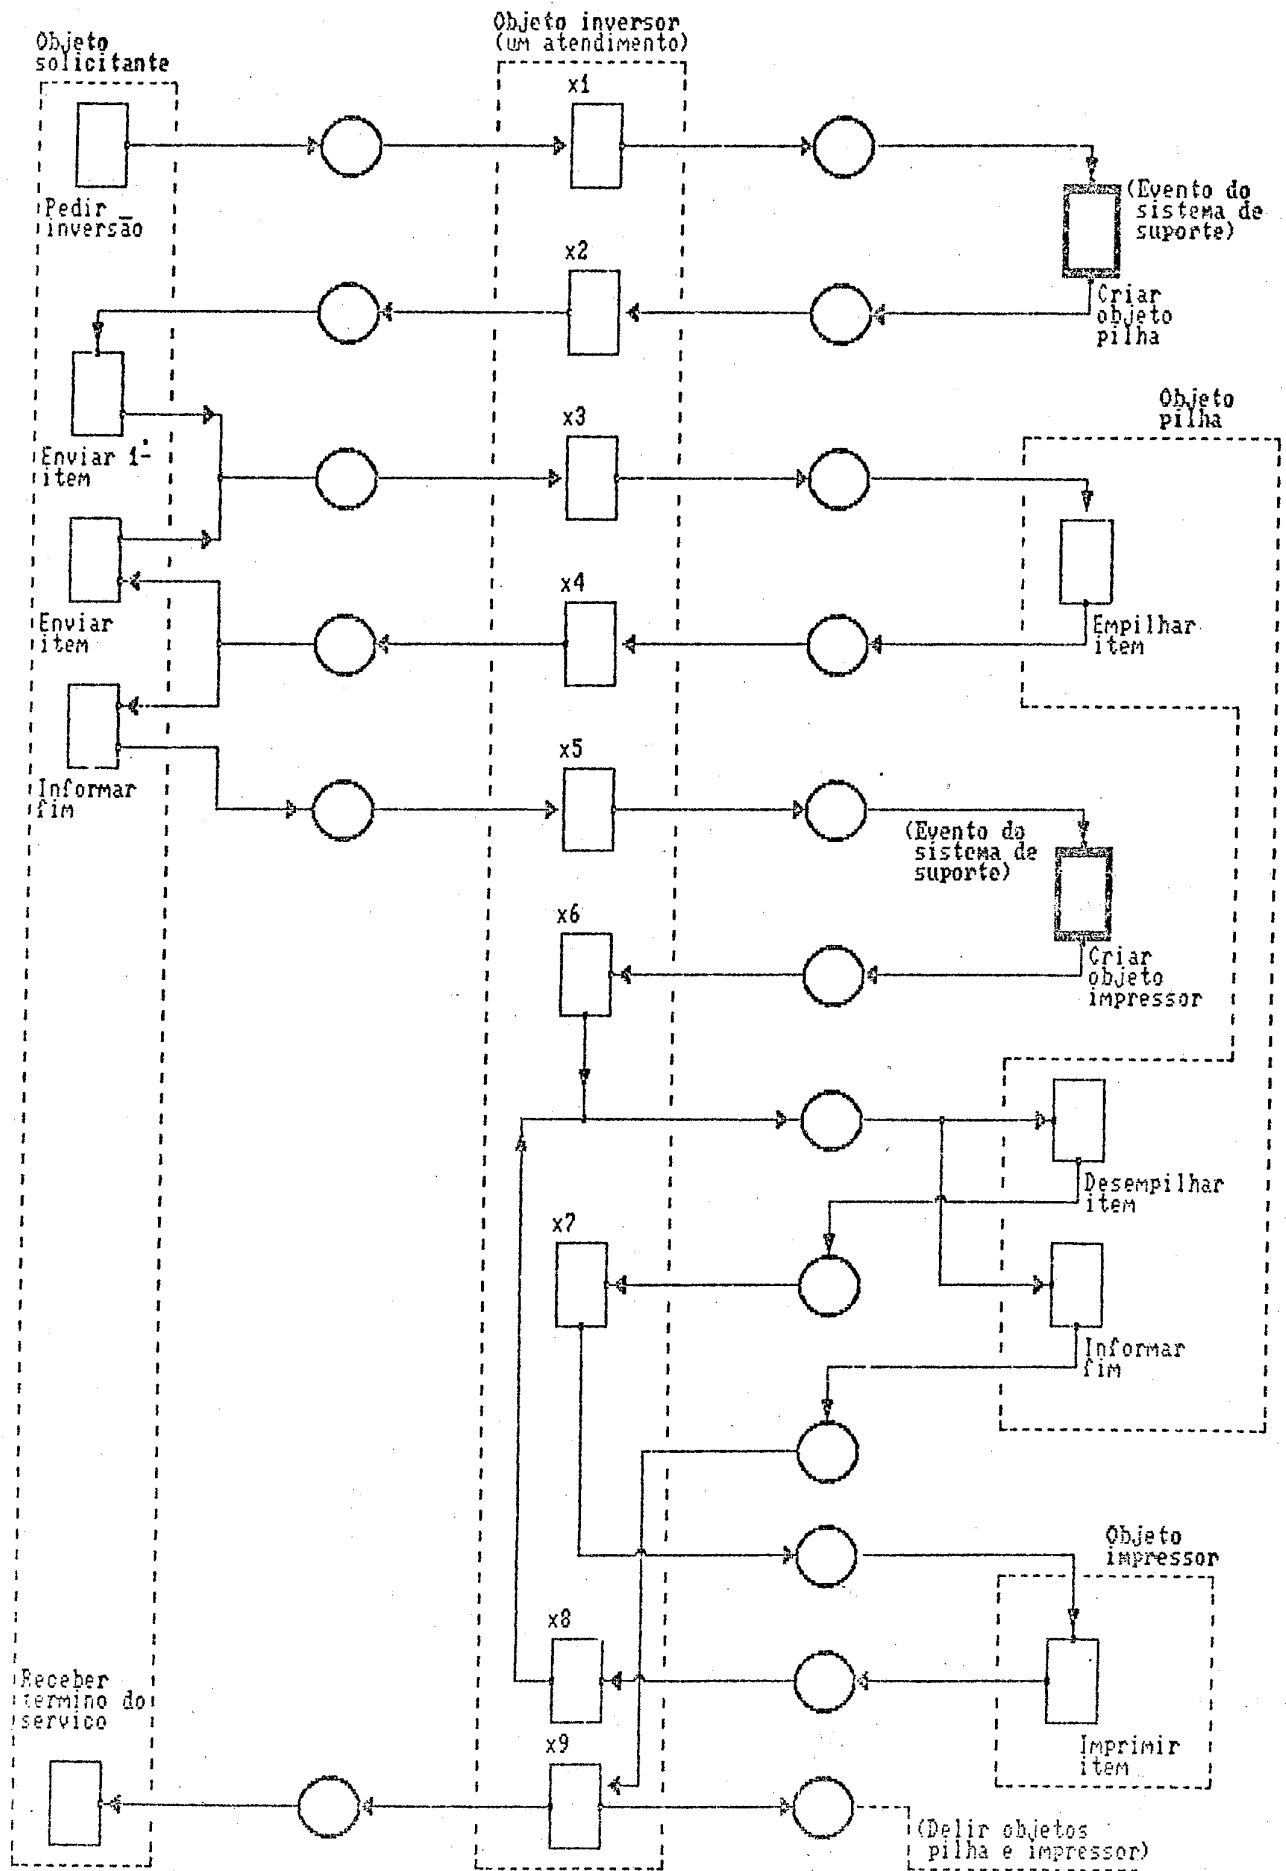 Objeto inversor
(um atendimento)
Objeto
solicitante
x1
Pedir
inversão
(Evento do
sistema de
suporte)
x2
Criar
objeto
pilha
Objeto
pilha
x3
Enviar 1-
item
x4
Enviar
item
Empilhar
item
x5
Informar
fim
(Evento do
sistema de
suporte)
x6
Criar
objeto
impressor
Desempilhar
item
x7
Informar
fim
Objeto
impressor
x8
Receber
termino do
servico
x9
Imprimir
item
(Delir objetos
pilha e impressor)